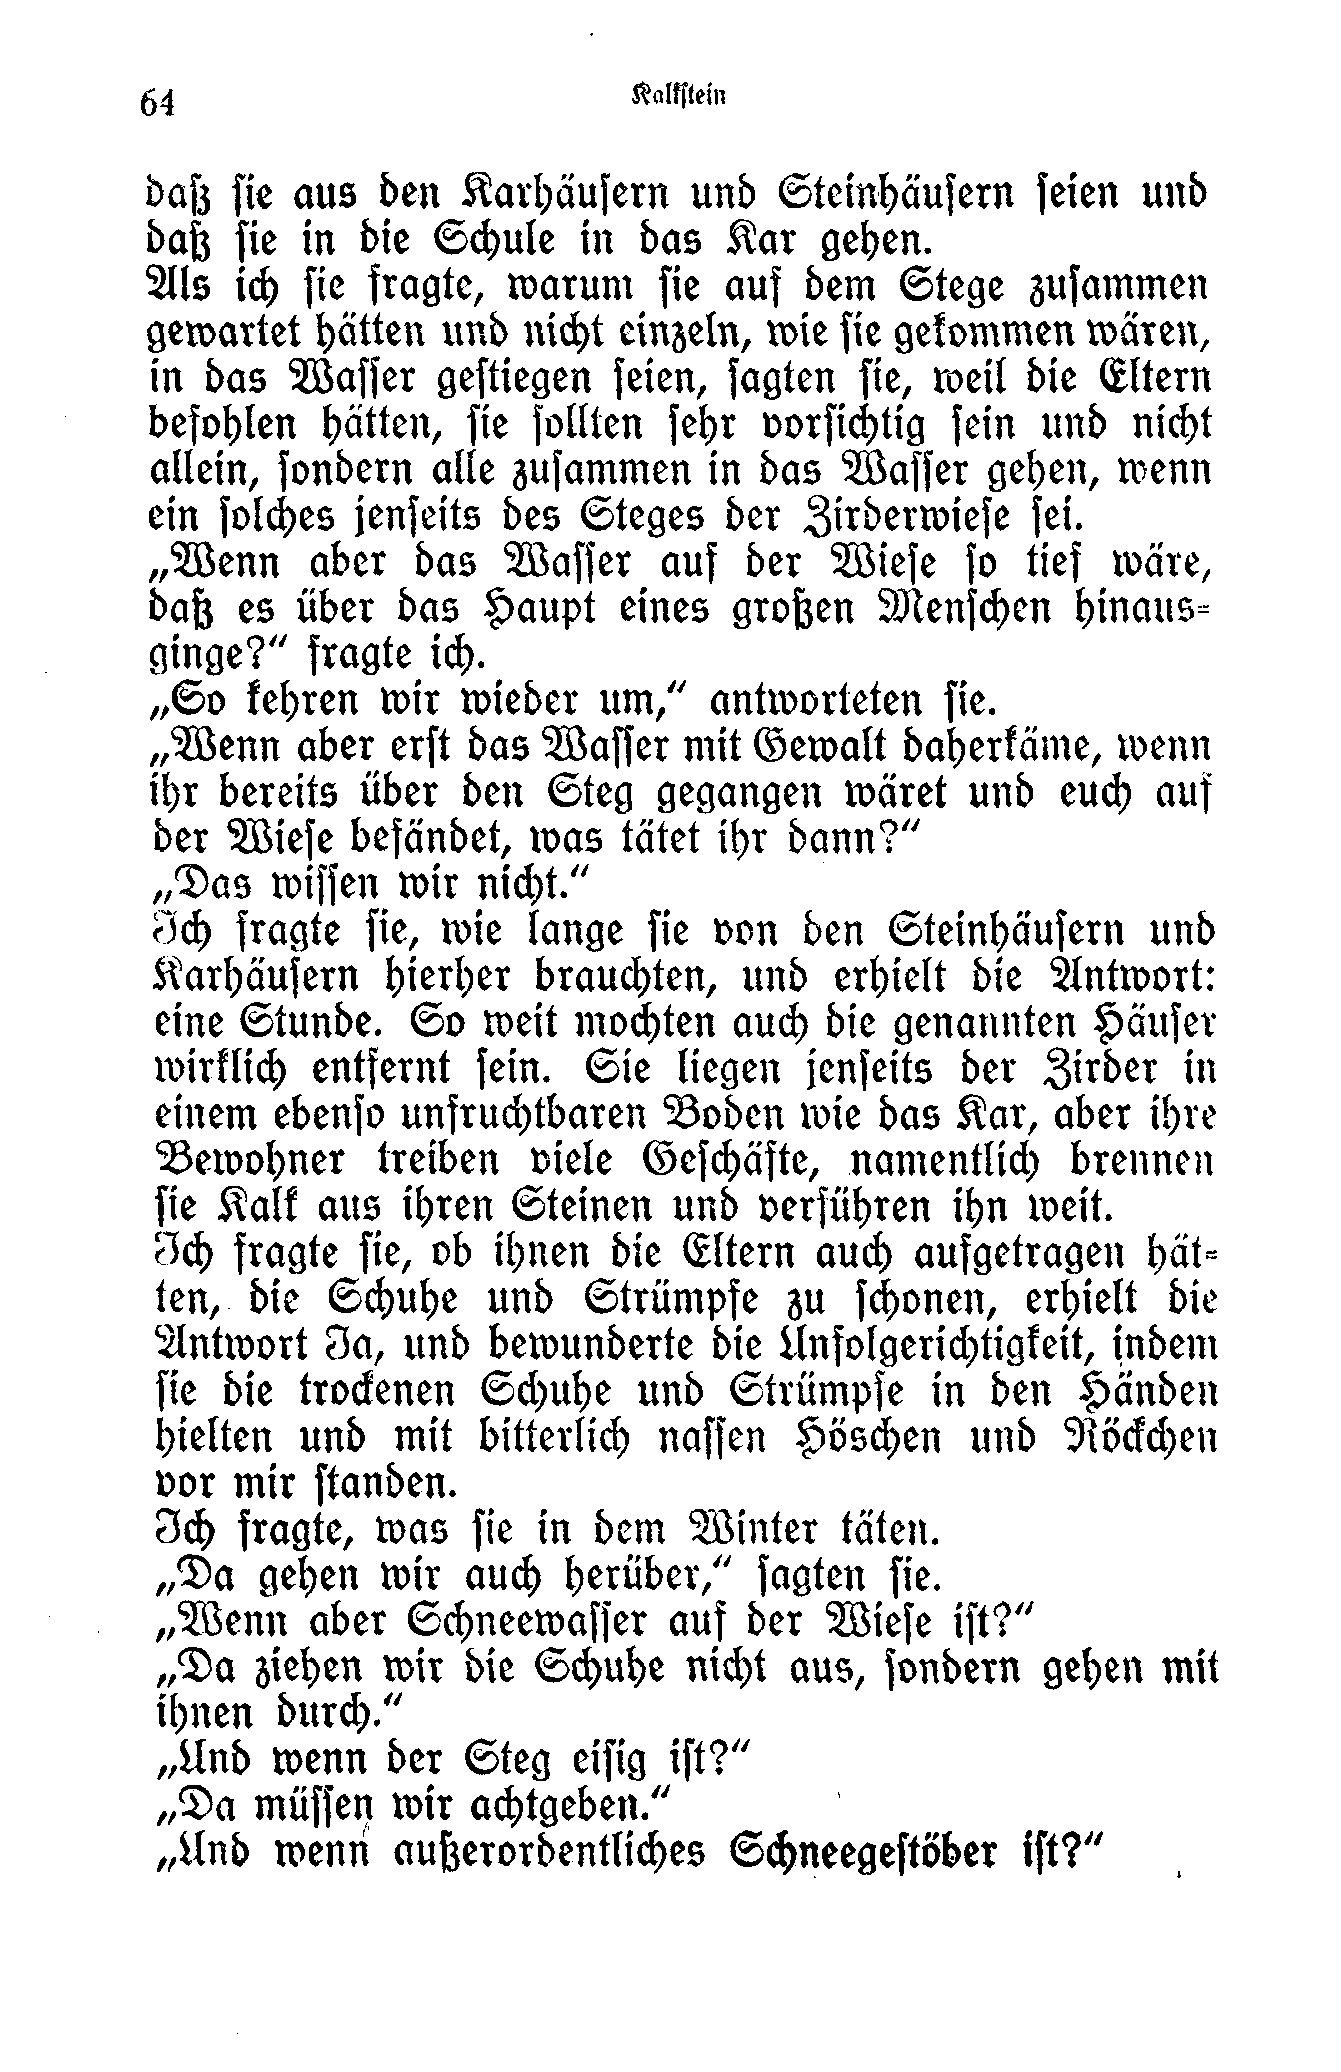 64
Kalkstein
daß sie aus den Karhäusern und Steinhäusern seien und
daß sie in die Schule in das Kar gehen.
Als ich sie fragte, warum sie auf dem Stege zusammen
gewartet hätten und nicht einzeln, wie sie gekommen wären,
in das Wasser gestiegen seien, sagten sie, weil die Eltern
befohlen hätten, sie sollten sehr vorsichtig sein und nicht
allein, sondern alle zusammen in das Wasser gehen, wenn
ein solches jenseits des Steges der Zirderwiese sei.
„Wenn aber das Wasser auf der Wiese so tief wäre,
daß es über das Haupt eines großen Menschen hinaus-
ginge?“ fragte ich.
„So kehren wir wieder um,“ antworteten sie.
„Wenn aber erst das Wasser mit Gewalt daherkäme, wenn
ihr bereits über den Steg gegangen wäret und euch auf
der Wiese befändet, was tätet ihr dann?“
„Das wissen wir nicht.“
Ich fragte sie, wie lange sie von den Steinhäusern und
Karhäusern hierher brauchten, und erhielt die Antwort:
eine Stunde. So weit mochten auch die genannten Häuser
wirklich entfernt sein. Sie liegen jenseits der Zirder in
einem ebenso unfruchtbaren Boden wie das Kar, aber ihre
Bewohner treiben viele Geschäfte, namentlich brennen
sie Kalk aus ihren Steinen und verführen ihn weit.
Ich fragte sie, ob ihnen die Eltern auch aufgetragen hät-
ten, die Schuhe und Strümpfe zu schonen, erhielt die
Antwort Ja, und bewunderte die Unfolgerichtigkeit, indem
sie die trockenen Schuhe und Strümpfe in den Händen
hielten und mit bitterlich nassen Höschen und Röckchen
vor mir standen.
Ich fragte, was sie in dem Winter täten.
„Da gehen wir auch herüber,“ sagten sie.
„Wenn aber Schneewasser auf der Wiese ist?“
„Da ziehen wir die Schuhe nicht aus, sondern gehen mit
ihnen durch.“
„Und wenn der Steg eisig ist?“
„Da müssen wir achtgeben.“
„Und wenn außerordentliches Schneegestöber ist?“